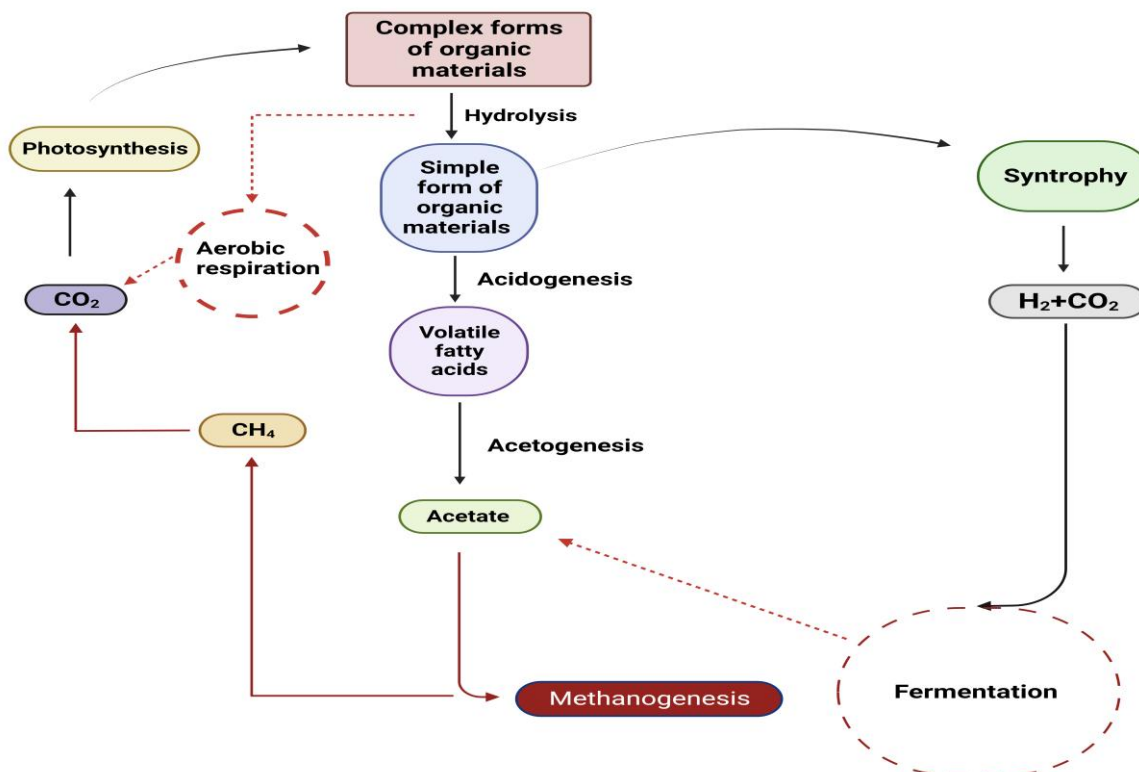 Complex forms
of organic
materials
Hydrolysis
Photosynthesis
Simple
form of
organic
materials
Syntrophy
Aerobic
respiration
Acidogenesis
CO₂
H₂+CO₂
Volatile
fatty
acids
CH₄
Acetogenesis
Acetate
Methanogenesis
Fermentation